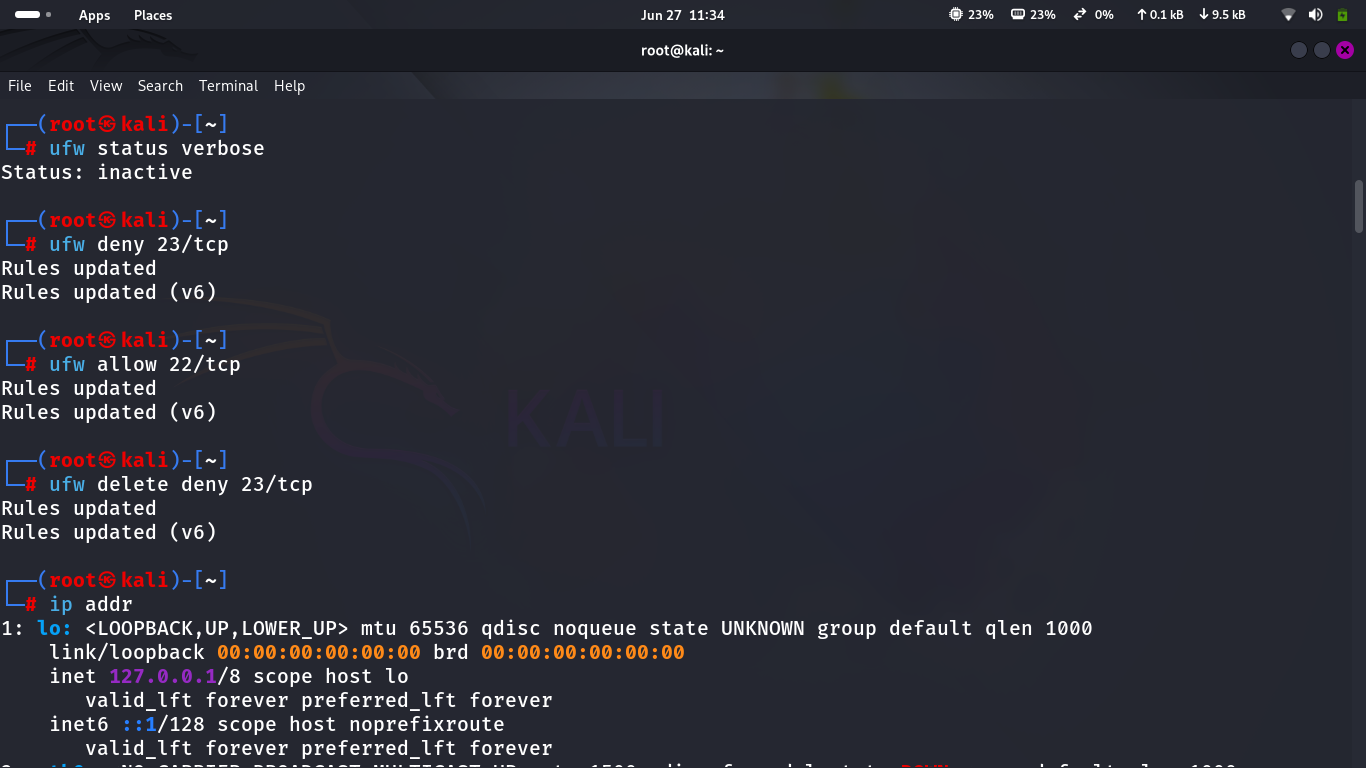 Apps Places Jun 27 11:34 23% 23% 0% 0.1 kB 9.5 kB
root@kali: ~
File Edit View Search Terminal Help
┌──(root㉿kali)-[~]
└─# ufw status verbose
Status: inactive
┌──(root㉿kali)-[~]
└─# ufw deny 23/tcp
Rules updated
Rules updated (v6)
┌──(root㉿kali)-[~]
└─# ufw allow 22/tcp
Rules updated
Rules updated (v6)
KALI
┌──(root㉿kali)-[~]
└─# ufw delete deny 23/tcp
Rules updated
Rules updated (v6)
┌──(root㉿kali)-[~]
└─# ip addr
1: lo: <LOOPBACK,UP,LOWER_UP> mtu 65536 qdisc noqueue state UNKNOWN group default qlen 1000
    link/loopback 00:00:00:00:00:00 brd 00:00:00:00:00:00
    inet 127.0.0.1/8 scope host lo
       valid_lft forever preferred_lft forever
    inet6 ::1/128 scope host noprefixroute
       valid_lft forever preferred_lft forever